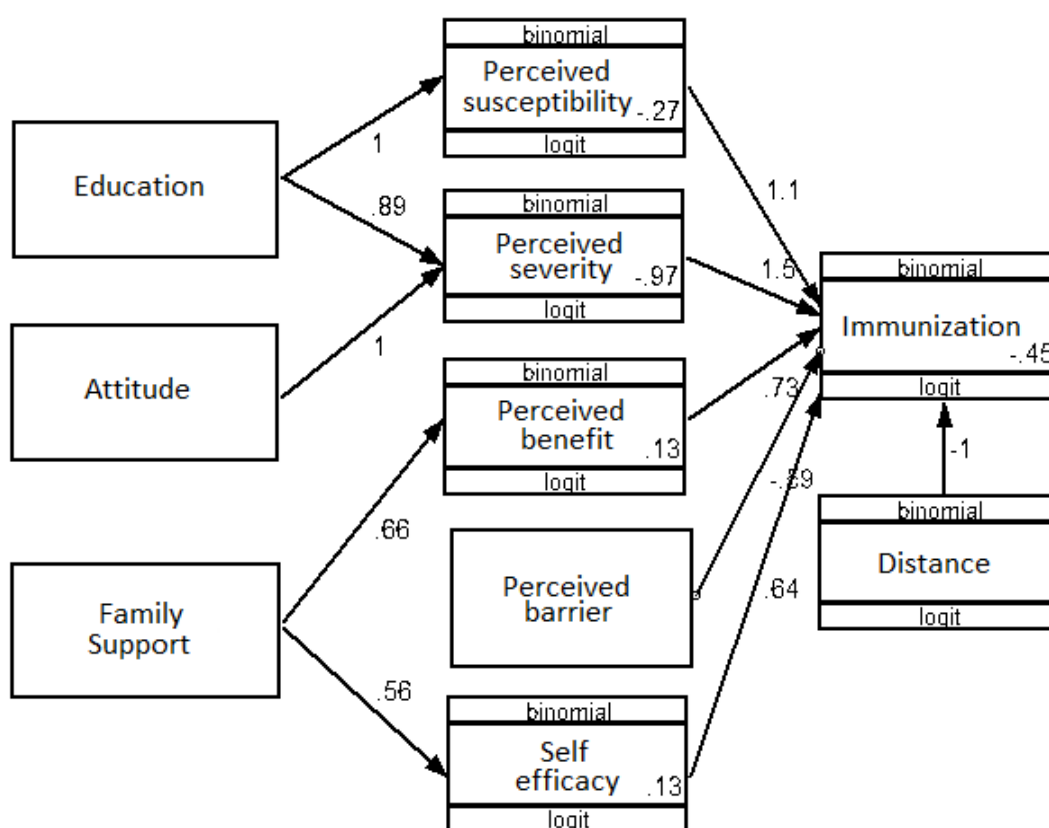 binomial
Perceived
susceptibility
-.27
logit
Education
1
.89
1.1
binomial
Perceived
severity
-.97
logit
1.5
binomial
Immunization
-.45
logit
Attitude
1
binomial
Perceived
benefit
.13
logit
.73
-.89
-1
.66
Perceived
barrier
binomial
Distance
logit
Family
Support
.64
.56
binomial
Self
efficacy
.13
logit